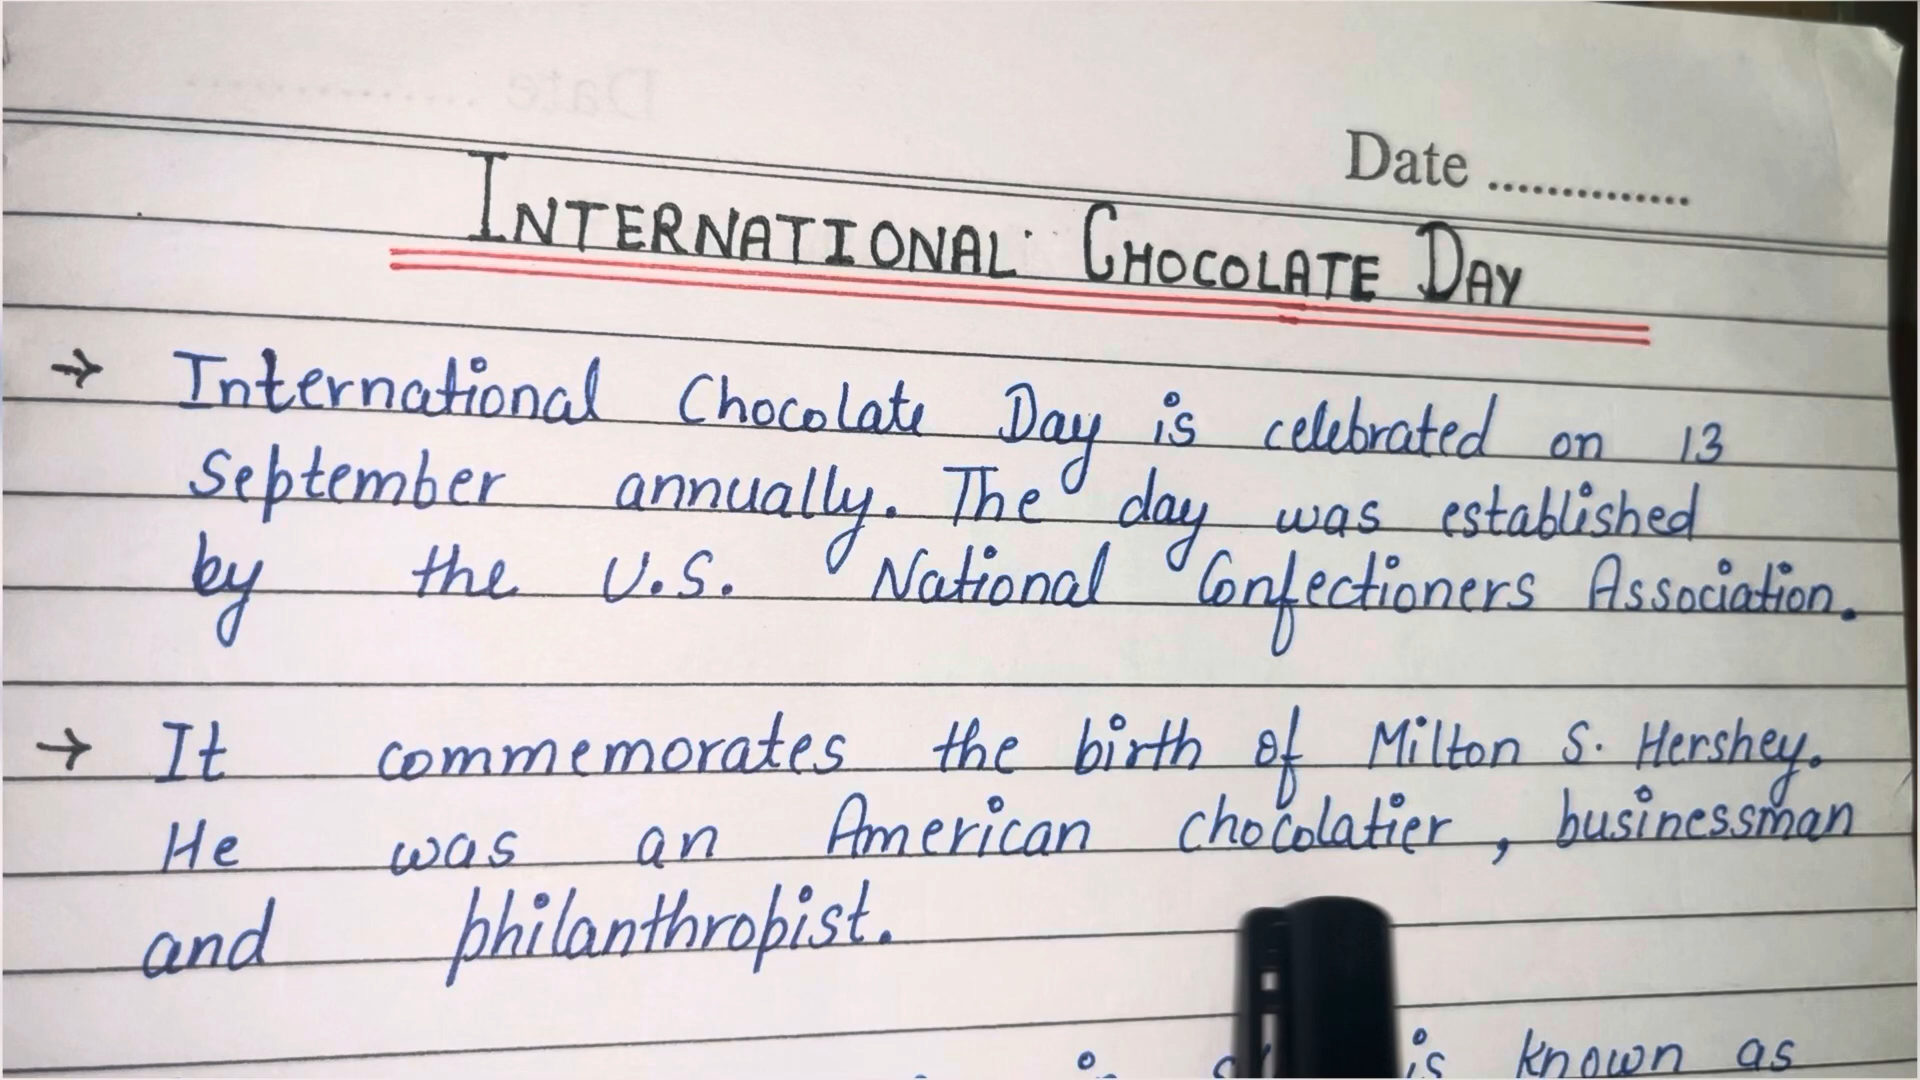 Date ..............
INTERNATIONAL CHOCOLATE DAY
→ International Chocolate Day is celebrated on 13
September annually. The day was established
by the U.S. National Confectioners Association.
→ It commemorates the birth of Milton S. Hershey.
He was an American chocolatier, businessman
and philanthropist.
is known as